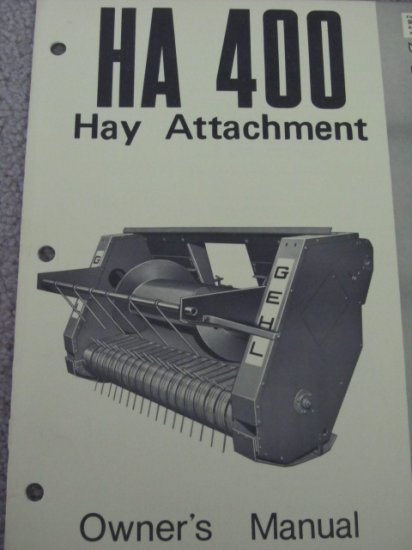 HA 400
Hay Attachment
GEHL
G
Owner's Manual